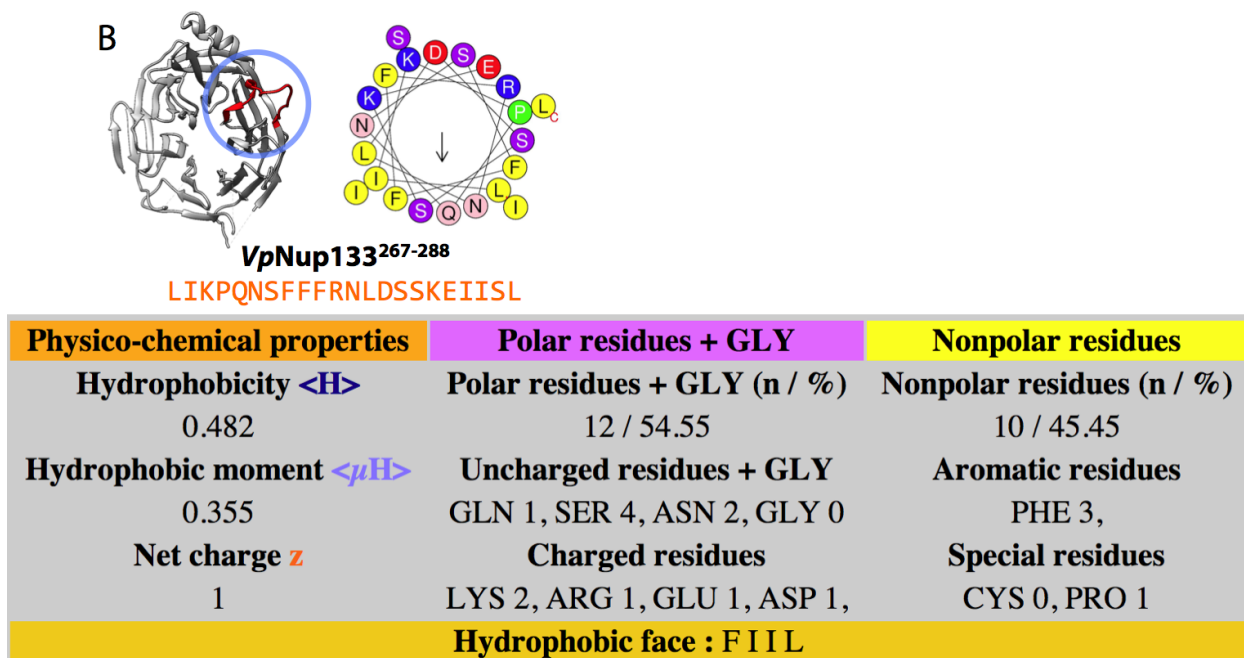 B
S
K D S E
F R
K P L
C
N S
L F
I I L I
F S Q N
VpNup133267-288
LIKPQNSFFFRNLDSSKEIISL
Physico-chemical properties Polar residues + GLY Nonpolar residues
Hydrophobicity <H> Polar residues + GLY (n / %) Nonpolar residues (n / %)
0.482 12 / 54.55 10 / 45.45
Hydrophobic moment <μH> Uncharged residues + GLY Aromatic residues
0.355 GLN 1, SER 4, ASN 2, GLY 0 PHE 3,
Net charge z Charged residues Special residues
1 LYS 2, ARG 1, GLU 1, ASP 1, CYS 0, PRO 1
Hydrophobic face : F I I L